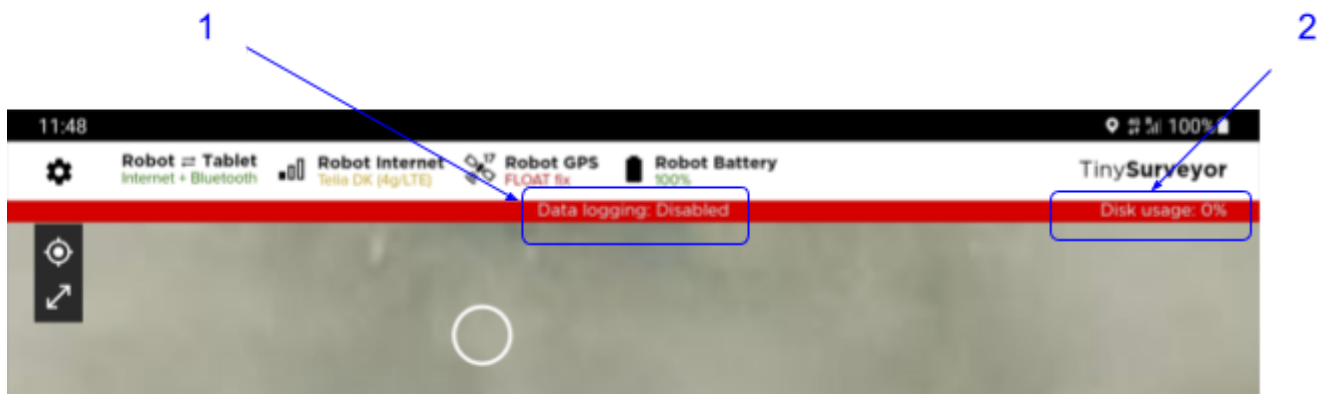 1
2
11:48
100%
Robot ⇄ Tablet
Internet + Bluetooth
Robot Internet
Telia DK (4g/LTE)
17
Robot GPS
FLOAT fix
Robot Battery
100%
TinySurveyor
Data logging: Disabled
Disk usage: 0%